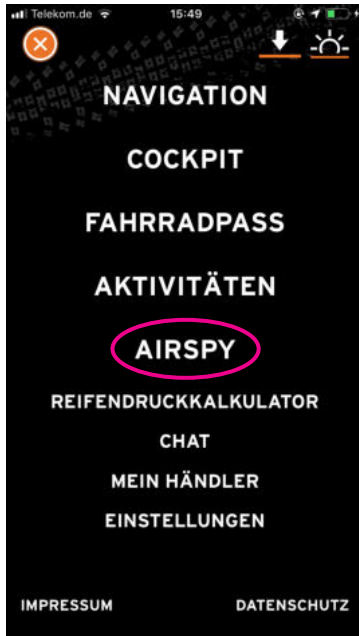 Telekom.de 15:49
NAVIGATION
COCKPIT
FAHRRADPASS
AKTIVITÄTEN
AIRSPY
REIFENDRUCKKALKULATOR
CHAT
MEIN HÄNDLER
EINSTELLUNGEN
IMPRESSUM DATENSCHUTZ